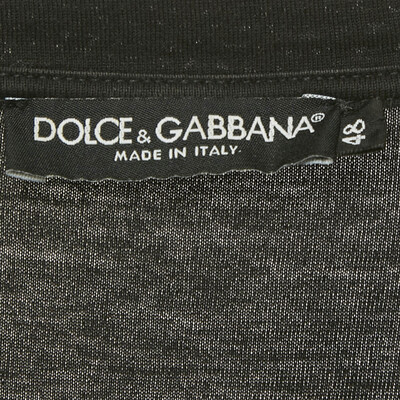 DOLCE & GABBANA®
MADE IN ITALY.
48